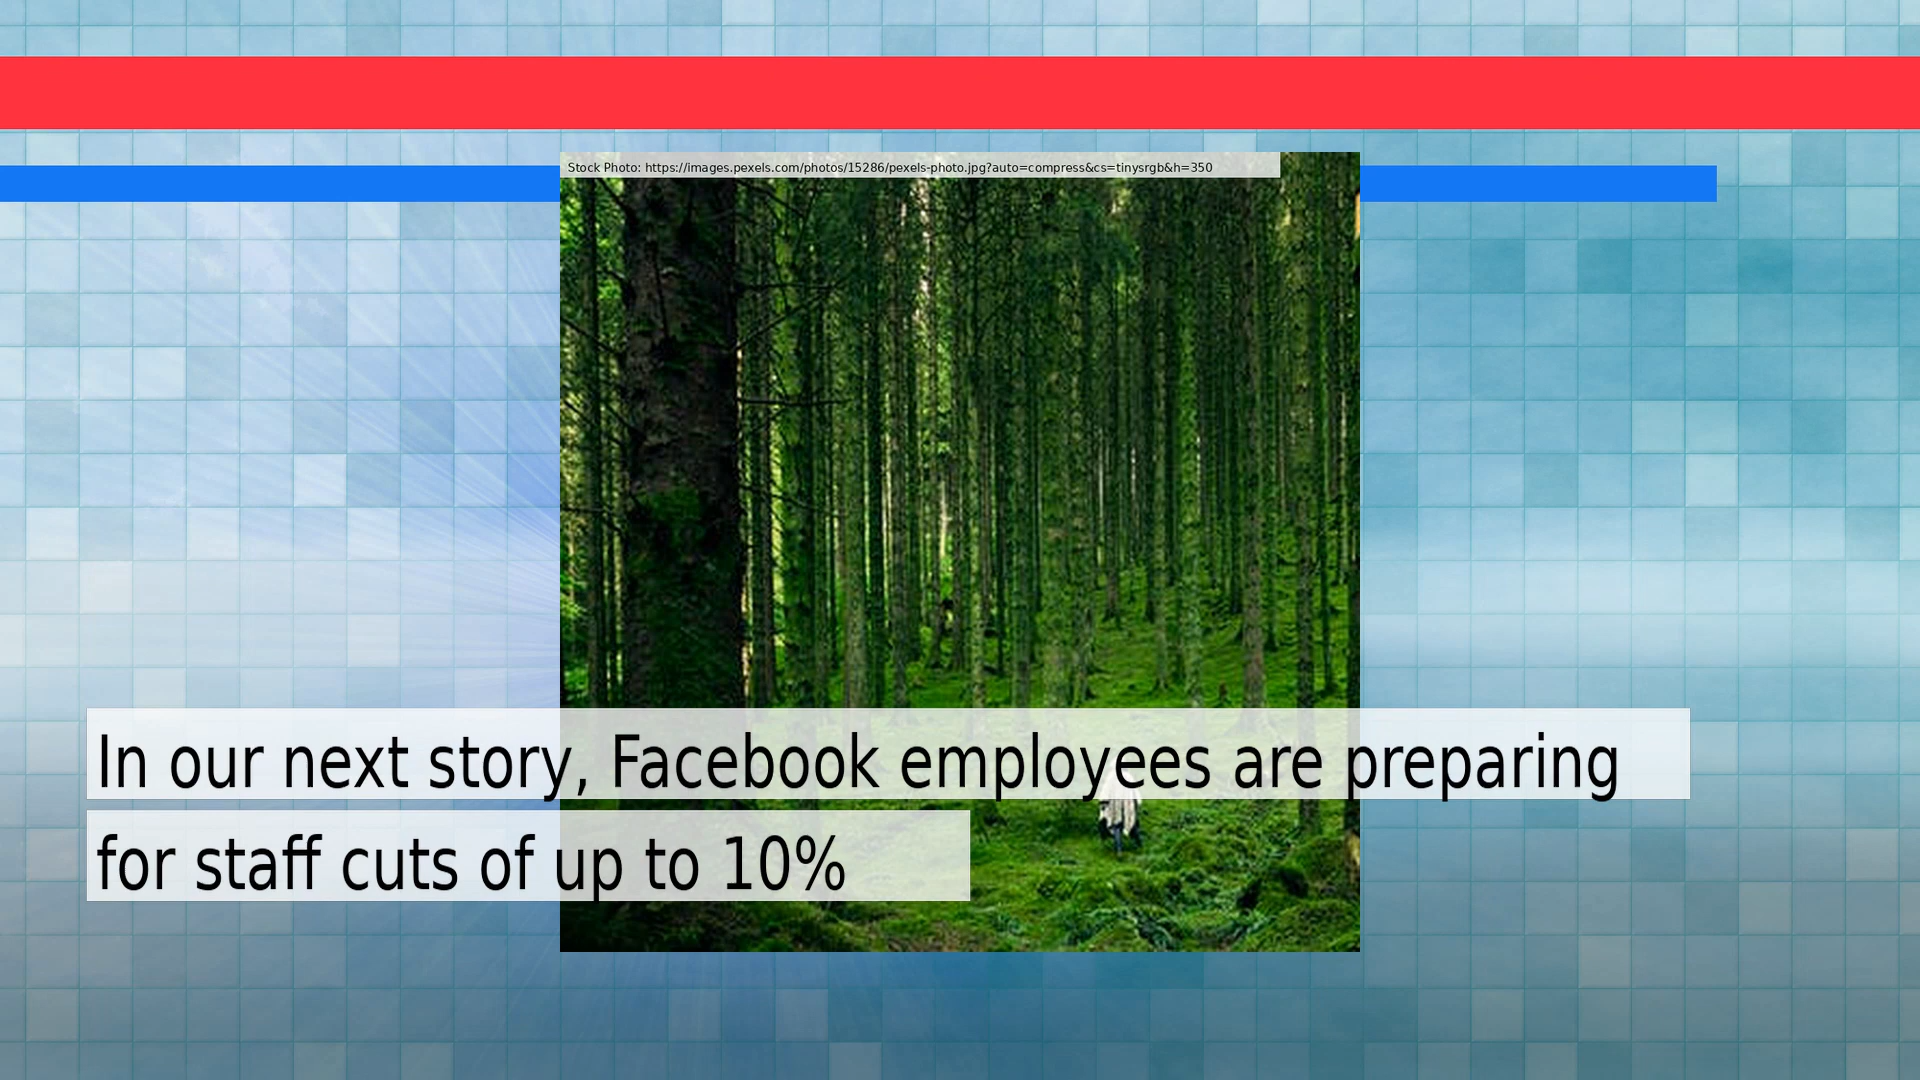 Stock Photo: https://images.pexels.com/photos/15286/pexels-photo.jpg?auto=compress&cs=tinysrgb&h=350
In our next story, Facebook employees are preparing
for staff cuts of up to 10%